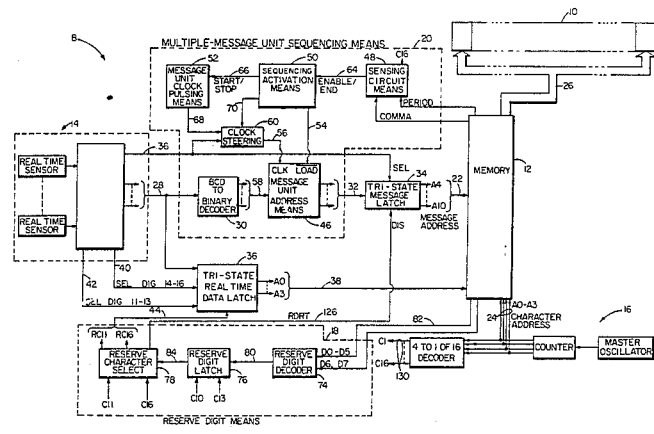 8
10
MULTIPLE-MESSAGE UNIT SEQUENCING MEANS
20
52
MESSAGE
UNIT
CLOCK
PULSING
MEANS
66
START/
STOP
50
SEQUENCING
ACTIVATION
MEANS
64
ENABLE/
END
48
C16
SENSING
CIRCUIT
MEANS
PERIOD
COMMA
26
68
70
60
CLOCK
STEERING
56
54
14
36
REAL TIME
SENSOR
REAL TIME
SENSOR
28
BCD
TO
BINARY
DECODER
30
58
CLK LOAD
MESSAGE
UNIT
ADDRESS
MEANS
46
32
SEL
34
TRI-STATE
MESSAGE
LATCH
A4
A10
22
MESSAGE
ADDRESS
DIS
MEMORY
12
42
40
SEL DIG 14-16
SEL DIG 11-13
36
TRI-STATE
REAL TIME
DATA LATCH
A0
A3
38
44
RDRT
126
RC11
RC16
18
82
24
A0-A3
CHARACTER
ADDRESS
16
RESERVE
CHARACTER
SELECT
78
84
RESERVE
DIGIT
LATCH
76
80
RESERVE
DIGIT
DECODER
74
D0-D5
D6, D7
C11
C16
C10
C13
C1
C16
130
4 TO 1 OF 16
DECODER
COUNTER
MASTER
OSCILLATOR
RESERVE DIGIT MEANS